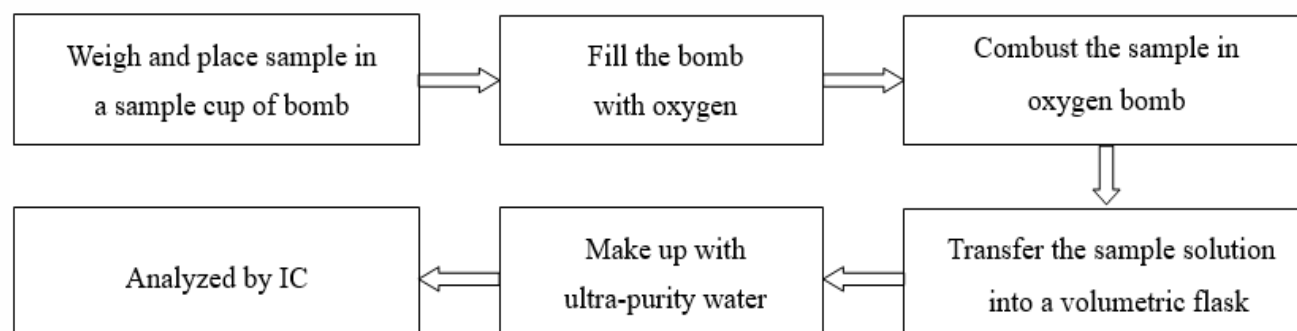 Weigh and place sample in
a sample cup of bomb
Fill the bomb
with oxygen
Combust the sample in
oxygen bomb
Transfer the sample solution
into a volumetric flask
Make up with
ultra-purity water
Analyzed by IC